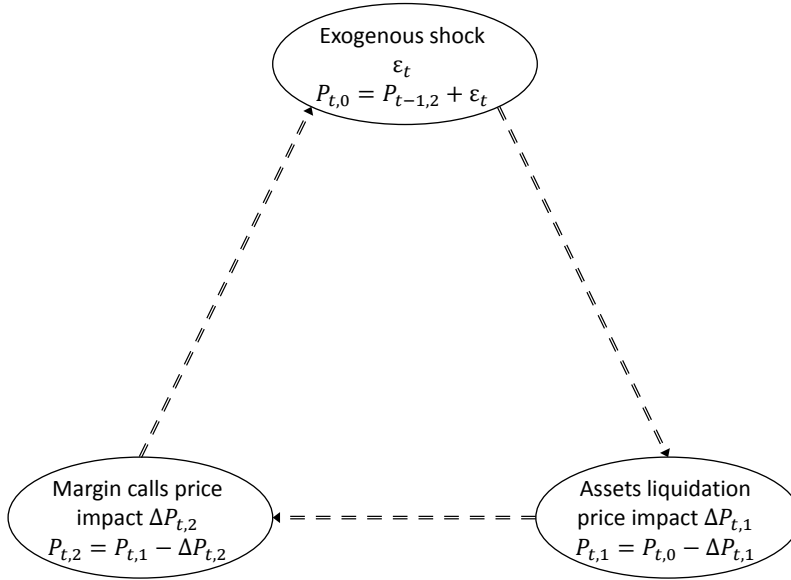 Exogenous shock
ε_t
P_{t,0} = P_{t−1,2} + ε_t
Margin calls price
impact ΔP_{t,2}
P_{t,2} = P_{t,1} − ΔP_{t,2}
Assets liquidation
price impact ΔP_{t,1}
P_{t,1} = P_{t,0} − ΔP_{t,1}